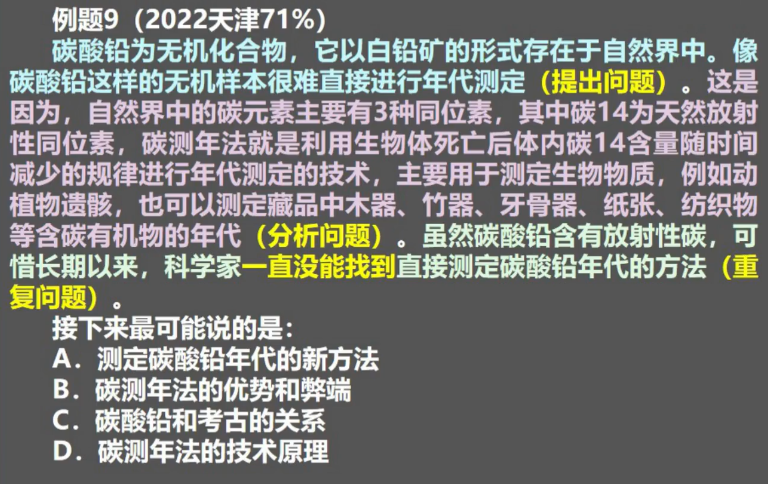 例题9（2022天津71%）
碳酸铅为无机化合物，它以白铅矿的形式存在于自然界中。像
碳酸铅这样的无机样本很难直接进行年代测定（提出问题）。这是
因为，自然界中的碳元素主要有3种同位素，其中碳14为天然放射
性同位素，碳测年法就是利用生物体死亡后体内碳14含量随时间
减少的规律进行年代测定的技术，主要用于测定生物物质，例如动
植物遗骸，也可以测定藏品中木器、竹器、牙骨器、纸张、纺织物
等含碳有机物的年代（分析问题）。虽然碳酸铅含有放射性碳，可
惜长期以来，科学家一直没能找到直接测定碳酸铅年代的方法（重
复问题）。
接下来最可能说的是：
A．测定碳酸铅年代的新方法
B．碳测年法的优势和弊端
C．碳酸铅和考古的关系
D．碳测年法的技术原理